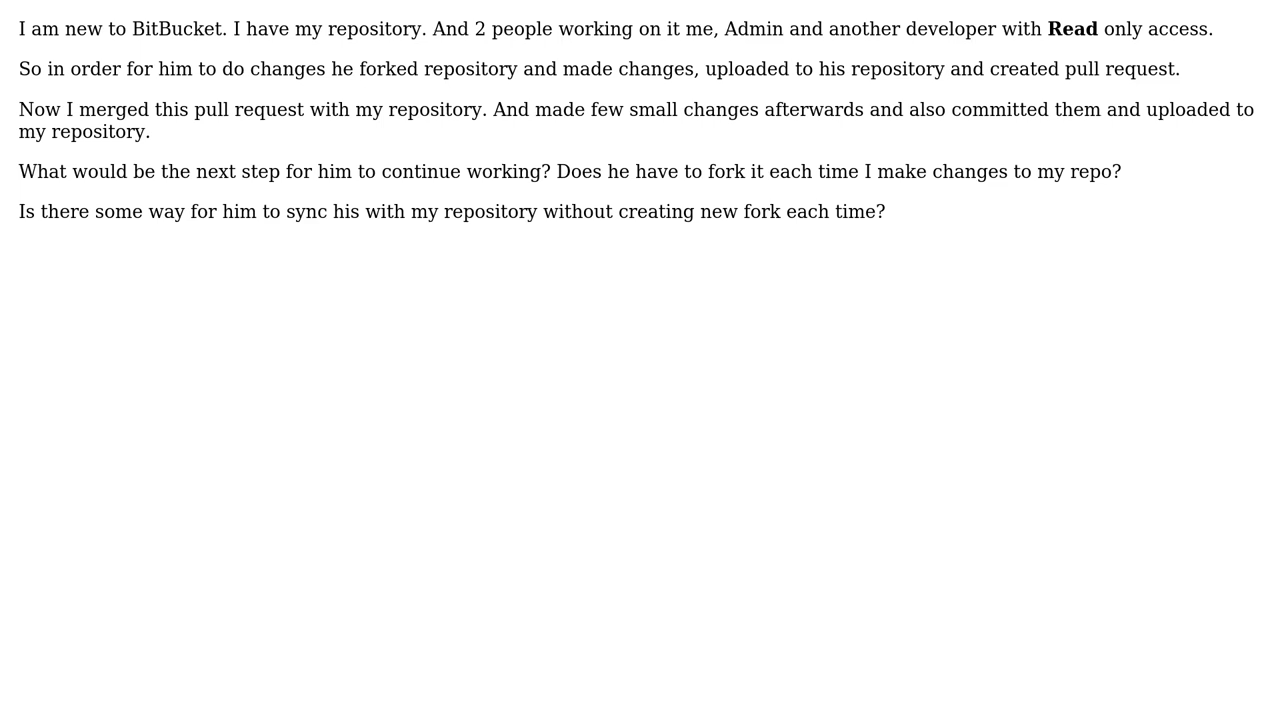 I am new to BitBucket. I have my repository. And 2 people working on it me, Admin and another developer with Read only access.
So in order for him to do changes he forked repository and made changes, uploaded to his repository and created pull request.
Now I merged this pull request with my repository. And made few small changes afterwards and also committed them and uploaded to
my repository.
What would be the next step for him to continue working? Does he have to fork it each time I make changes to my repo?
Is there some way for him to sync his with my repository without creating new fork each time?